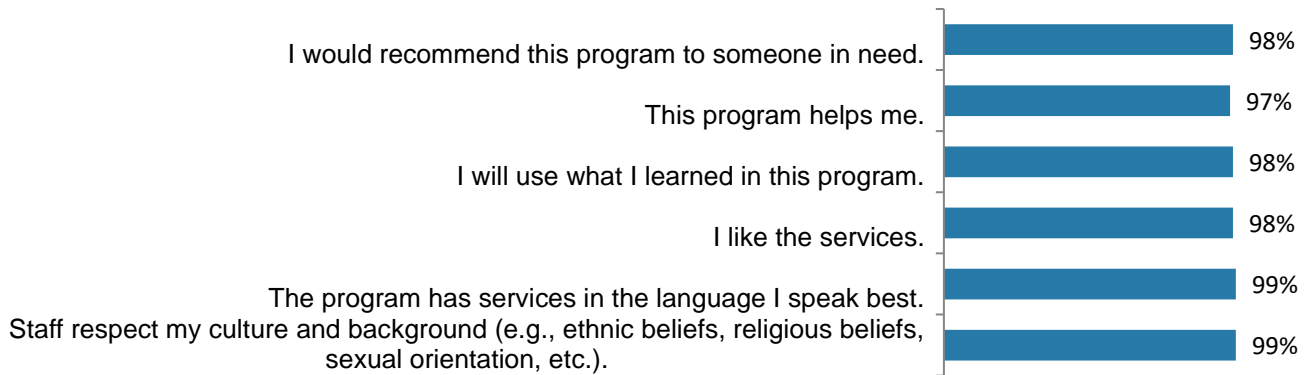 I would recommend this program to someone in need.
98%
This program helps me.
97%
I will use what I learned in this program.
98%
I like the services.
98%
The program has services in the language I speak best.
99%
Staff respect my culture and background (e.g., ethnic beliefs, religious beliefs,
sexual orientation, etc.).
99%